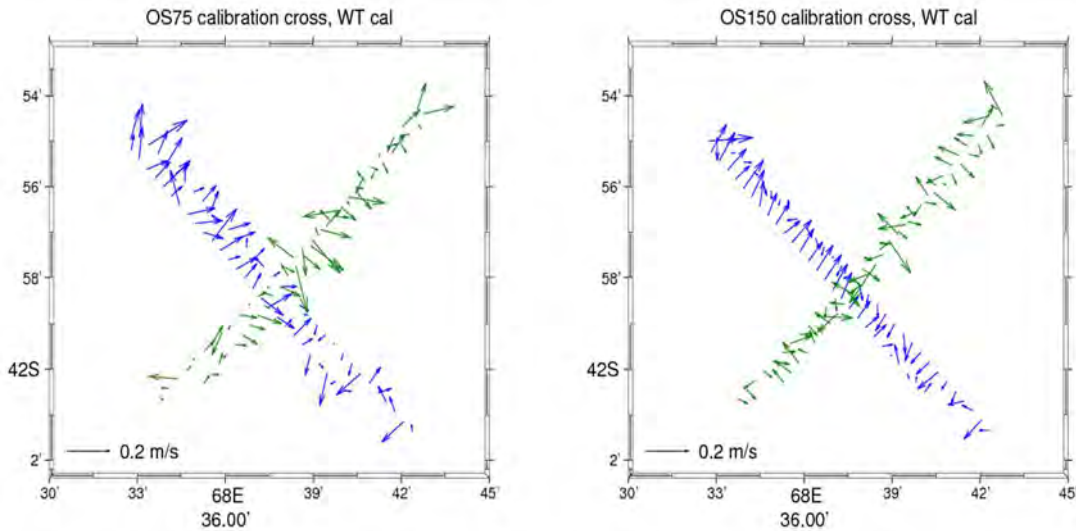 OS75 calibration cross, WT cal
54'
56'
58'
42S
2'
0.2 m/s
30'
33'
68E
36.00'
39'
42'
45'
OS150 calibration cross, WT cal
54'
56'
58'
42S
2'
0.2 m/s
30'
33'
68E
36.00'
39'
42'
45'